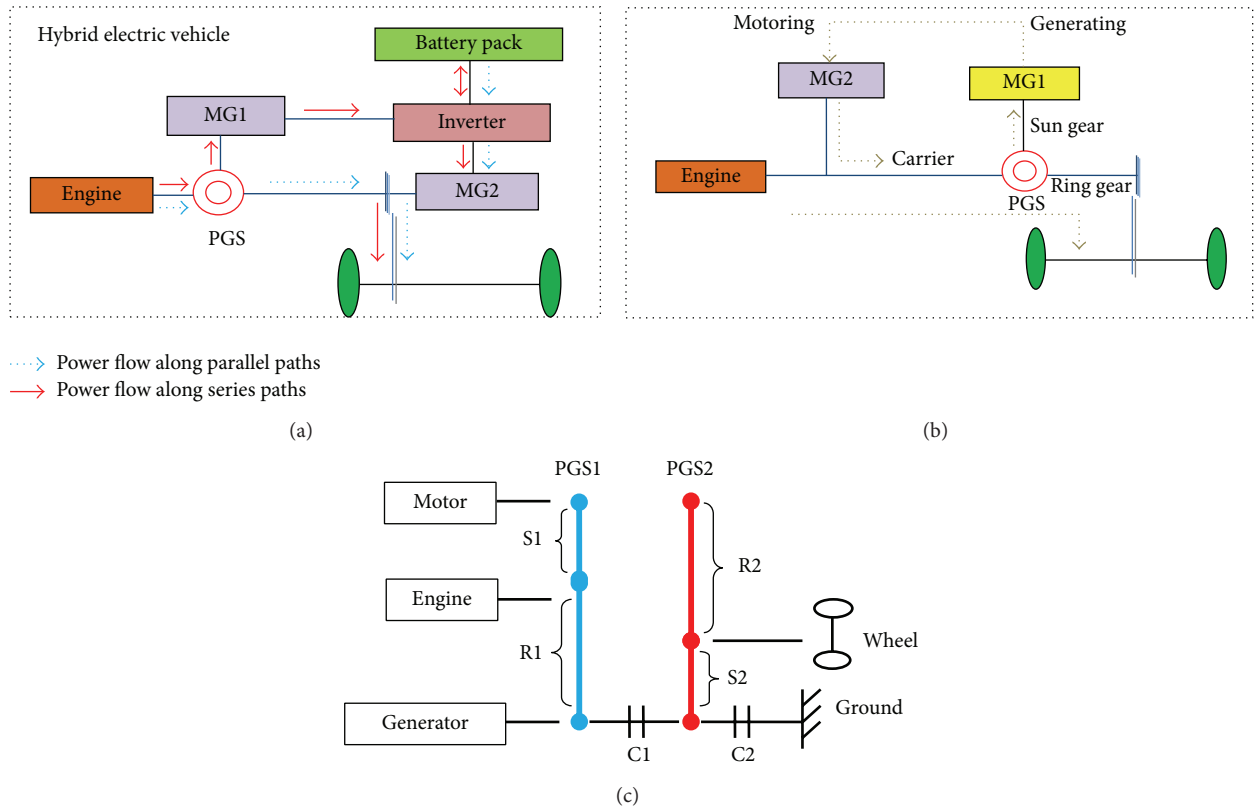 Hybrid electric vehicle
Battery pack
MG1
Inverter
Engine
MG2
PGS
Power flow along parallel paths
Power flow along series paths
(a)
Motoring
Generating
MG2
MG1
Sun gear
Carrier
Engine
Ring gear
PGS
(b)
PGS1
PGS2
Motor
S1
R2
Engine
R1
Wheel
S2
Generator
Ground
C1
C2
(c)